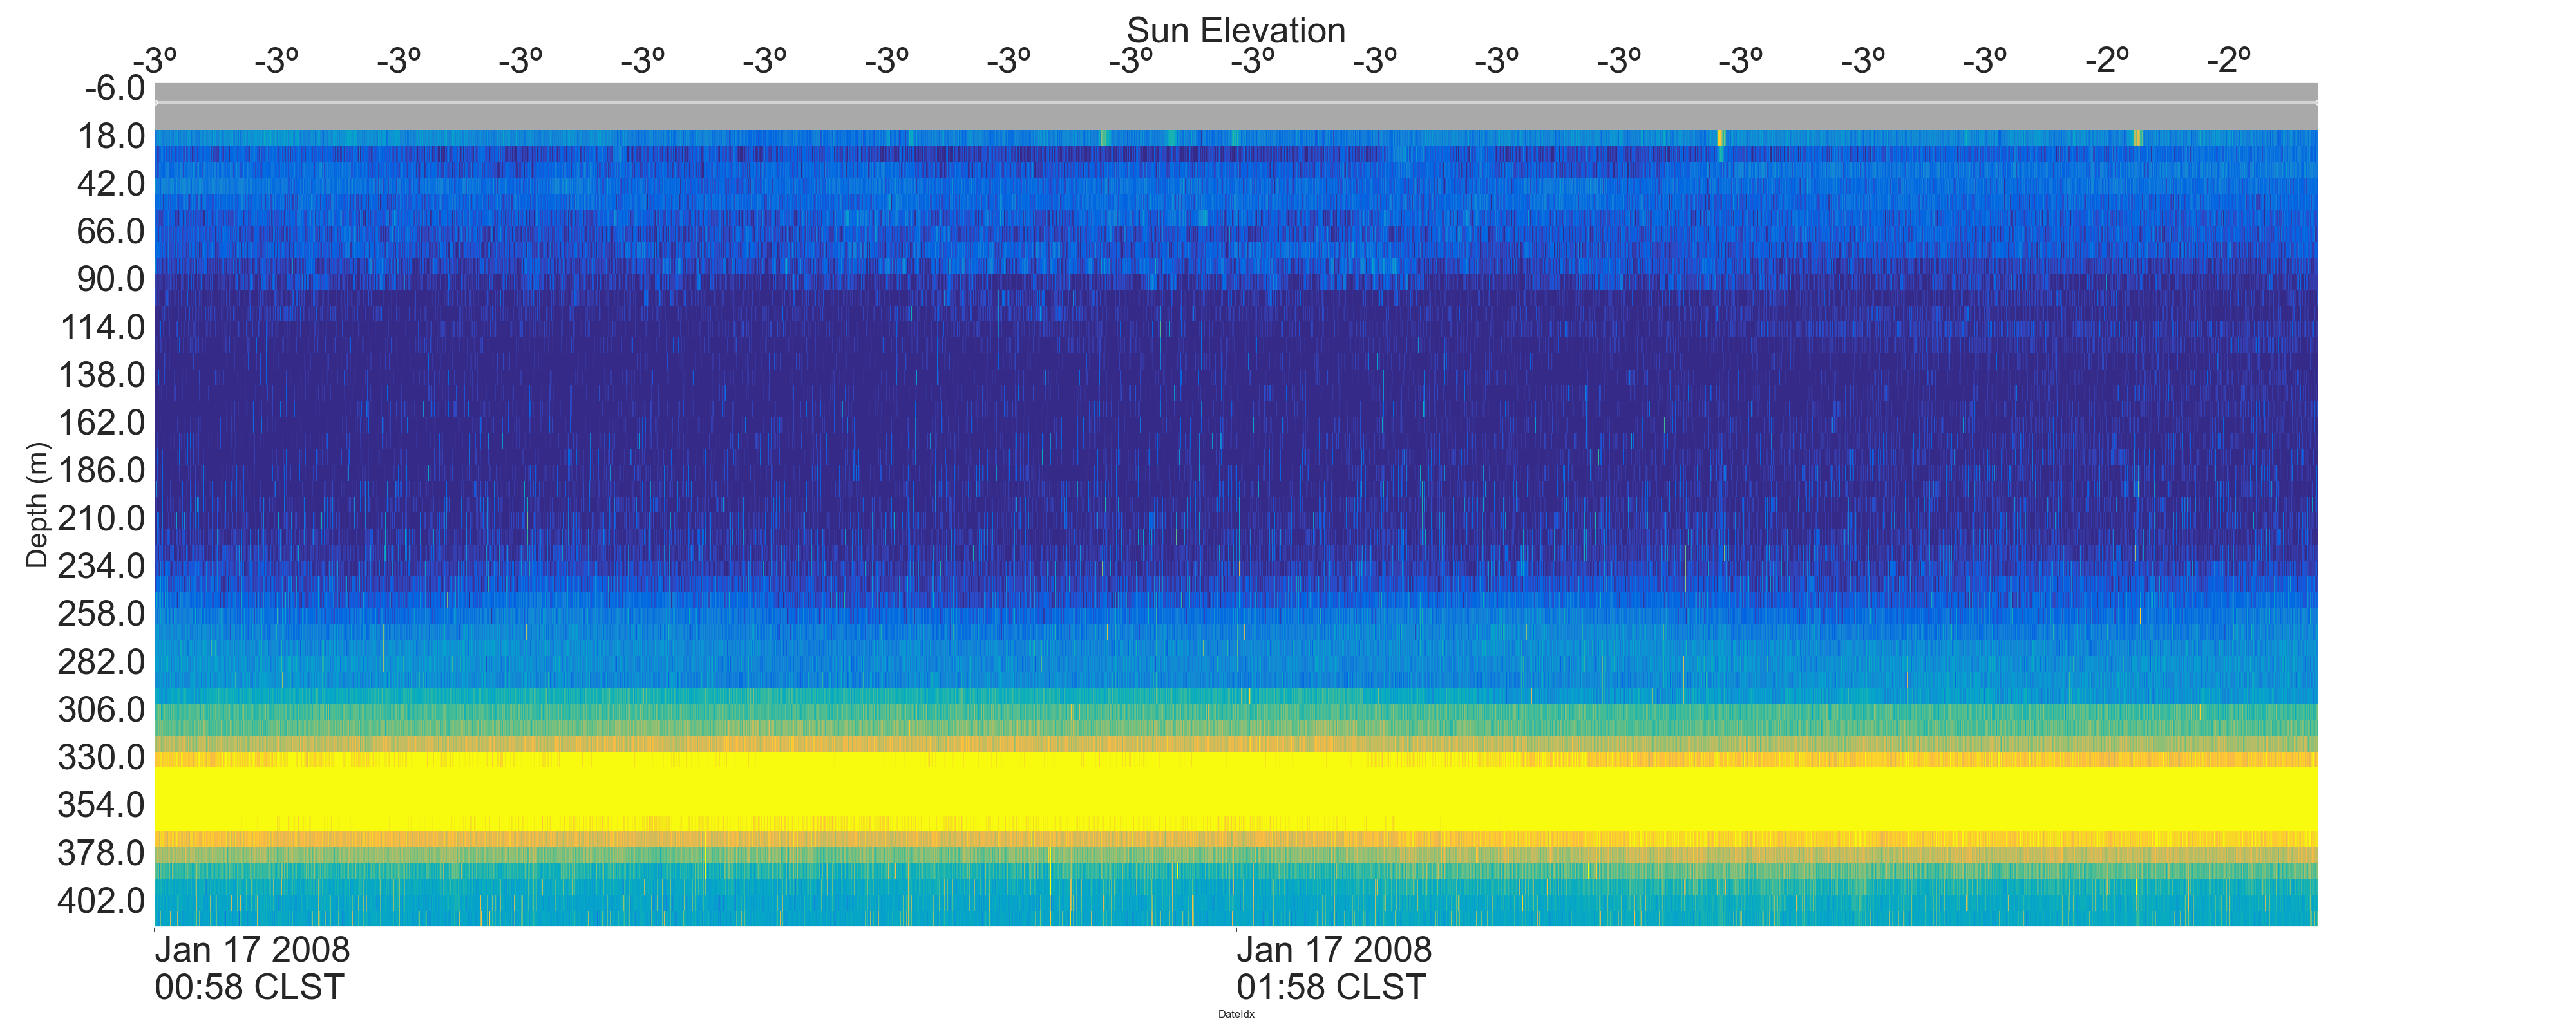 Sun Elevation
-3º -3º -3º -3º -3º -3º -3º -3º -3º -3º -3º -3º -3º -3º -3º -3º -2º -2º
-6.0
18.0
42.0
66.0
90.0
114.0
138.0
162.0
186.0
210.0
234.0
258.0
282.0
306.0
330.0
354.0
378.0
402.0
Depth (m)
Jan 17 2008
00:58 CLST
Jan 17 2008
01:58 CLST
DateIdx